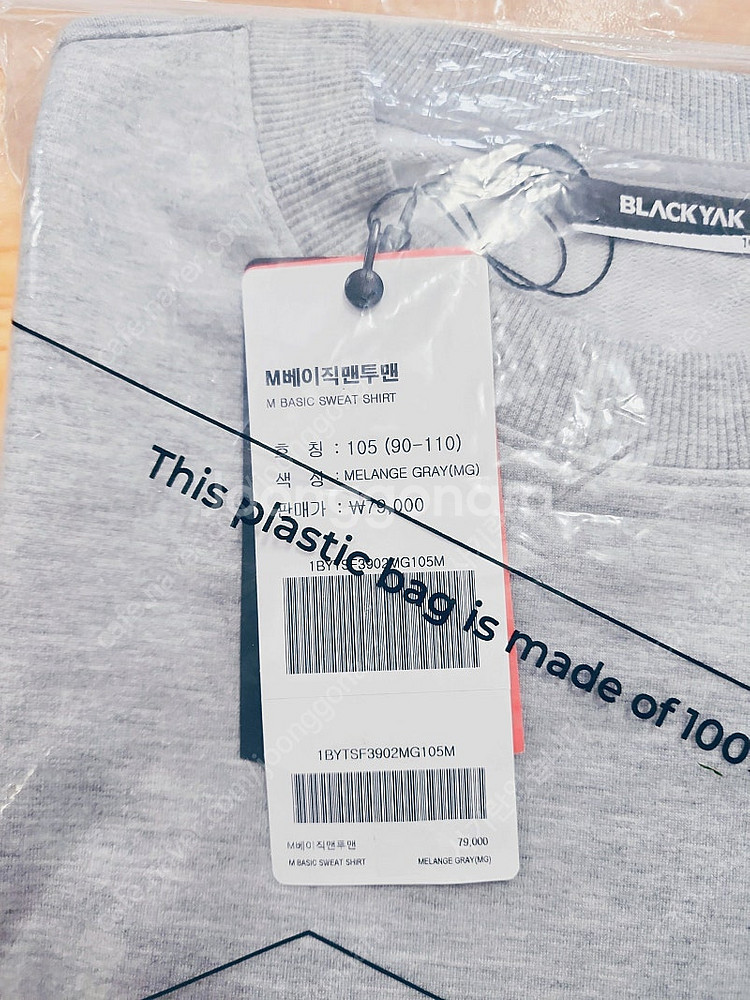 BLACKYAK
M베이직맨투맨
M BASIC SWEAT SHIRT
호 칭 : 105 (90-110)
색 상 : MELANGE GRAY(MG)
판매가 : ₩79,000
This plastic bag is made of 100
1BYTSF3902MG105M
1BYTSF3902MG105M
M베이직맨투맨 79,000
M BASIC SWEAT SHIRT MELANGE GRAY(MG)